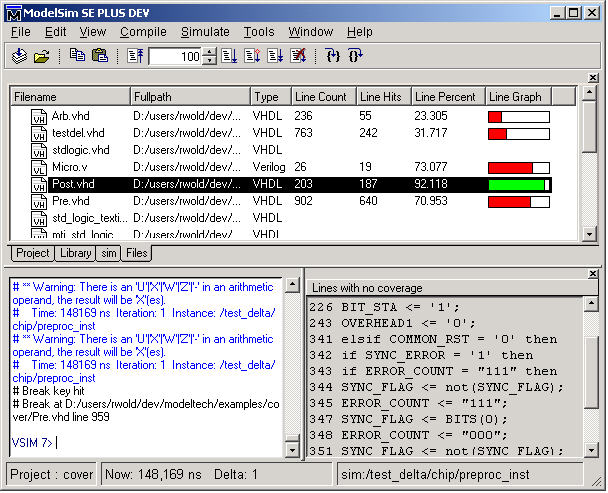 ModelSim SE PLUS DEV
File Edit View Compile Simulate Tools Window Help
100
Filename Fullpath Type Line Count Line Hits Line Percent Line Graph
Arb.vhd D:/users/rwold/dev/... VHDL 236 55 23.305
testdel.vhd D:/users/rwold/dev/... VHDL 763 242 31.717
stdlogic.vhd D:/users/rwold/dev/... VHDL
Micro.v D:/users/rwold/dev/... Verilog 26 19 73.077
Post.vhd D:/users/rwold/dev/... VHDL 203 187 92.118
Pre.vhd D:/users/rwold/dev/... VHDL 902 640 70.953
std_logic_texti... D:/users/rwold/dev/... VHDL
mti_std_logic D:/users/rwold/dev/... VHDL
Project Library sim Files
# ** Warning: There is an 'U'|'X'|'W'|'Z'|'-' in an arithmetic
operand, the result will be 'X'(es).
# Time: 148169 ns Iteration: 1 Instance: /test_delta/
chip/preproc_inst
# ** Warning: There is an 'U'|'X'|'W'|'Z'|'-' in an arithmetic
operand, the result will be 'X'(es).
# Time: 148169 ns Iteration: 1 Instance: /test_delta/
chip/preproc_inst
# Break key hit
# Break at D:/users/rwold/dev/modeltech/examples/co
ver/Pre.vhd line 959
VSIM 7>
Lines with no coverage
226 BIT_STA <= '1';
243 OVERHEAD1 <= '0';
341 elsif COMMON_RST = '0' then
342 if SYNC_ERROR = '1' then
343 if ERROR_COUNT = "111" then
344 SYNC_FLAG <= not(SYNC_FLAG);
345 ERROR_COUNT <= "111";
347 SYNC_FLAG <= BITS(0);
348 ERROR_COUNT <= "000";
351 SYNC_FLAG <= not(SYNC_FLAG);
Project : cover Now: 148,169 ns Delta: 1 sim:/test_delta/chip/preproc_inst